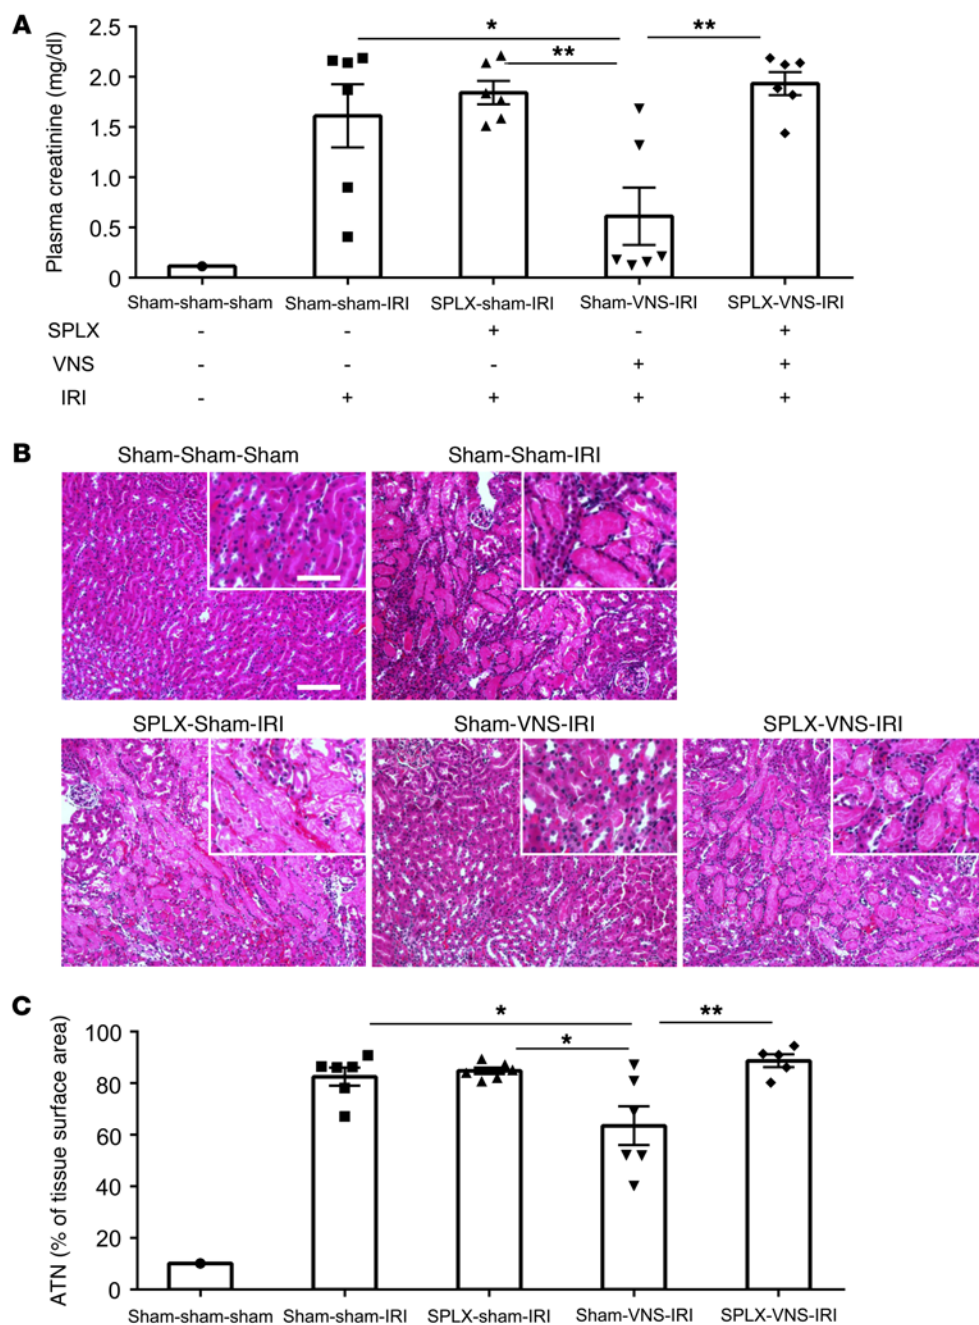 A
Plasma creatinine (mg/dl)
2.5
2.0
1.5
1.0
0.5
0
*
**
**
Sham-sham-sham Sham-sham-IRI SPLX-sham-IRI Sham-VNS-IRI SPLX-VNS-IRI
SPLX - - + - +
VNS - - - + +
IRI - + + + +
B
Sham-Sham-Sham Sham-Sham-IRI
SPLX-Sham-IRI Sham-VNS-IRI SPLX-VNS-IRI
C
ATN (% of tissue surface area)
100
80
60
40
20
0
*
*
**
Sham-sham-sham Sham-sham-IRI SPLX-sham-IRI Sham-VNS-IRI SPLX-VNS-IRI